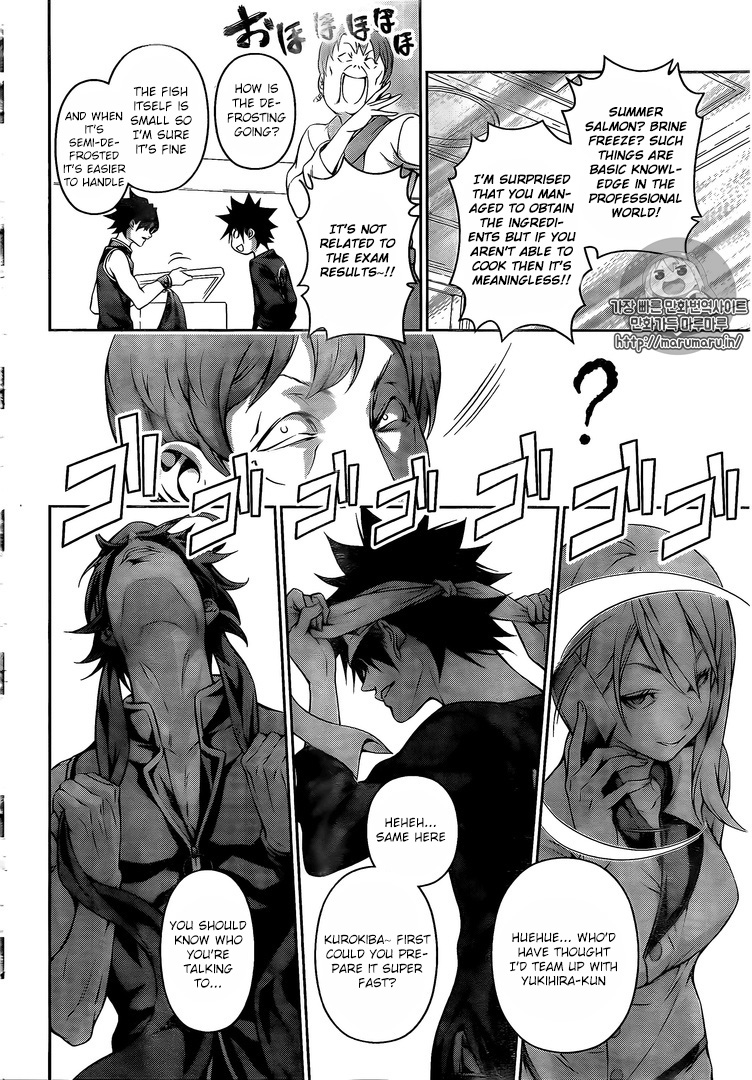 SUMMER
SALMON? BRINE
FREEZE? SUCH
THINGS ARE
BASIC KNOWL-
EDGE IN THE
PROFESSIONAL
WORLD!
I'M SURPRISED
THAT YOU MAN-
AGED TO OBTAIN
THE INGREDI-
ENTS BUT IF YOU
AREN'T ABLE TO
COOK THEN IT'S
MEANINGLESS!!
가장 빠른 만화번역사이트
만화가득 마루마루
http://marumaru.in/
おほほほほほ
IT'S NOT
RELATED TO
THE EXAM
RESULTS~!!
HOW IS
THE DE-
FROSTING
GOING?
THE FISH
ITSELF IS
SMALL SO
I'M SURE
IT'S FINE
AND WHEN
IT'S
SEMI-DE-
FROSTED
IT'S EASIER
TO HANDLE
?
ゴゴゴゴゴゴゴ
HUEHUE... WHO'D
HAVE THOUGHT
I'D TEAM UP WITH
YUKIHIRA-KUN
HEHEH...
SAME HERE
KUROKIBA~ FIRST
COULD YOU PRE-
PARE IT SUPER
FAST?
YOU SHOULD
KNOW WHO
YOU'RE
TALKING
TO...